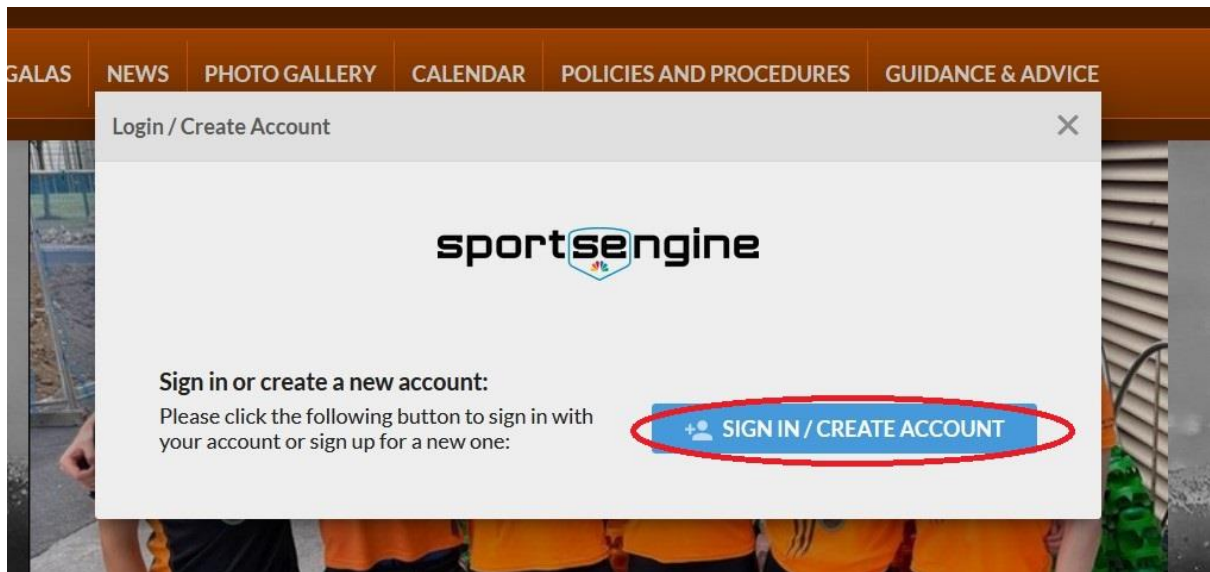 GALAS NEWS PHOTO GALLERY CALENDAR POLICIES AND PROCEDURES GUIDANCE & ADVICE
Login / Create Account
sportsengine
Sign in or create a new account:
Please click the following button to sign in with
your account or sign up for a new one:
SIGN IN / CREATE ACCOUNT